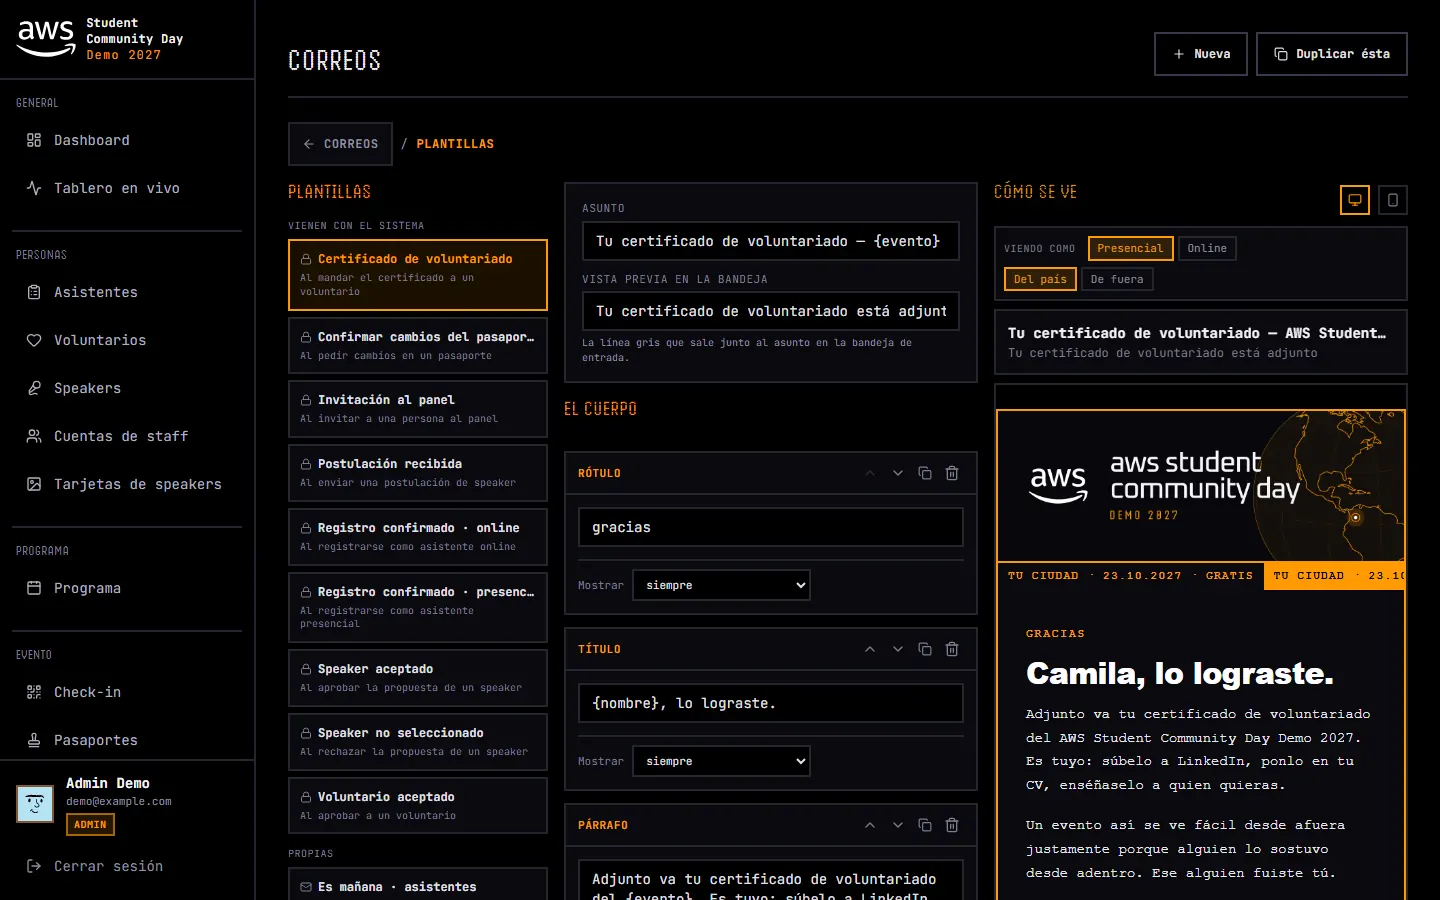 aws
Student
Community Day
Demo 2027
GENERAL
Dashboard
Tablero en vivo
PERSONAS
Asistentes
Voluntarios
Speakers
Cuentas de staff
Tarjetas de speakers
PROGRAMA
Programa
EVENTO
Check-in
Pasaportes
Admin Demo
demo@example.com
ADMIN
Cerrar sesión
CORREOS
Nueva
Duplicar ésta
CORREOS
/ PLANTILLAS
PLANTILLAS
VIENEN CON EL SISTEMA
Certificado de voluntariado
Al mandar el certificado a un
voluntario
Confirmar cambios del pasapor…
Al pedir cambios en un pasaporte
Invitación al panel
Al invitar a una persona al panel
Postulación recibida
Al enviar una postulación de speaker
Registro confirmado · online
Al registrarse como asistente online
Registro confirmado · presenc…
Al registrarse como asistente
presencial
Speaker aceptado
Al aprobar la propuesta de un speaker
Speaker no seleccionado
Al rechazar la propuesta de un speaker
Voluntario aceptado
Al aprobar a un voluntario
PROPIAS
Es mañana · asistentes
ASUNTO
Tu certificado de voluntariado — {evento}
VISTA PREVIA EN LA BANDEJA
Tu certificado de voluntariado está adjunt
La línea gris que sale junto al asunto en la bandeja de
entrada.
EL CUERPO
RÓTULO
gracias
Mostrar
siempre
TÍTULO
{nombre}, lo lograste.
Mostrar
siempre
PÁRRAFO
Adjunto va tu certificado de voluntariado
del {evento}. Es tuyo: súbelo a LinkedIn,
CÓMO SE VE
VIENDO COMO
Presencial
Online
Del país
De fuera
Tu certificado de voluntariado — AWS Student…
Tu certificado de voluntariado está adjunto
aws
aws student
community day
DEMO 2027
TU CIUDAD · 23.10.2027 · GRATIS
TU CIUDAD · 23.10
GRACIAS
Camila, lo lograste.
Adjunto va tu certificado de voluntariado
del AWS Student Community Day Demo 2027.
Es tuyo: súbelo a LinkedIn, ponlo en tu
CV, enséñaselo a quien quieras.
Un evento así se ve fácil desde afuera
justamente porque alguien lo sostuvo
desde adentro. Ese alguien fuiste tú.